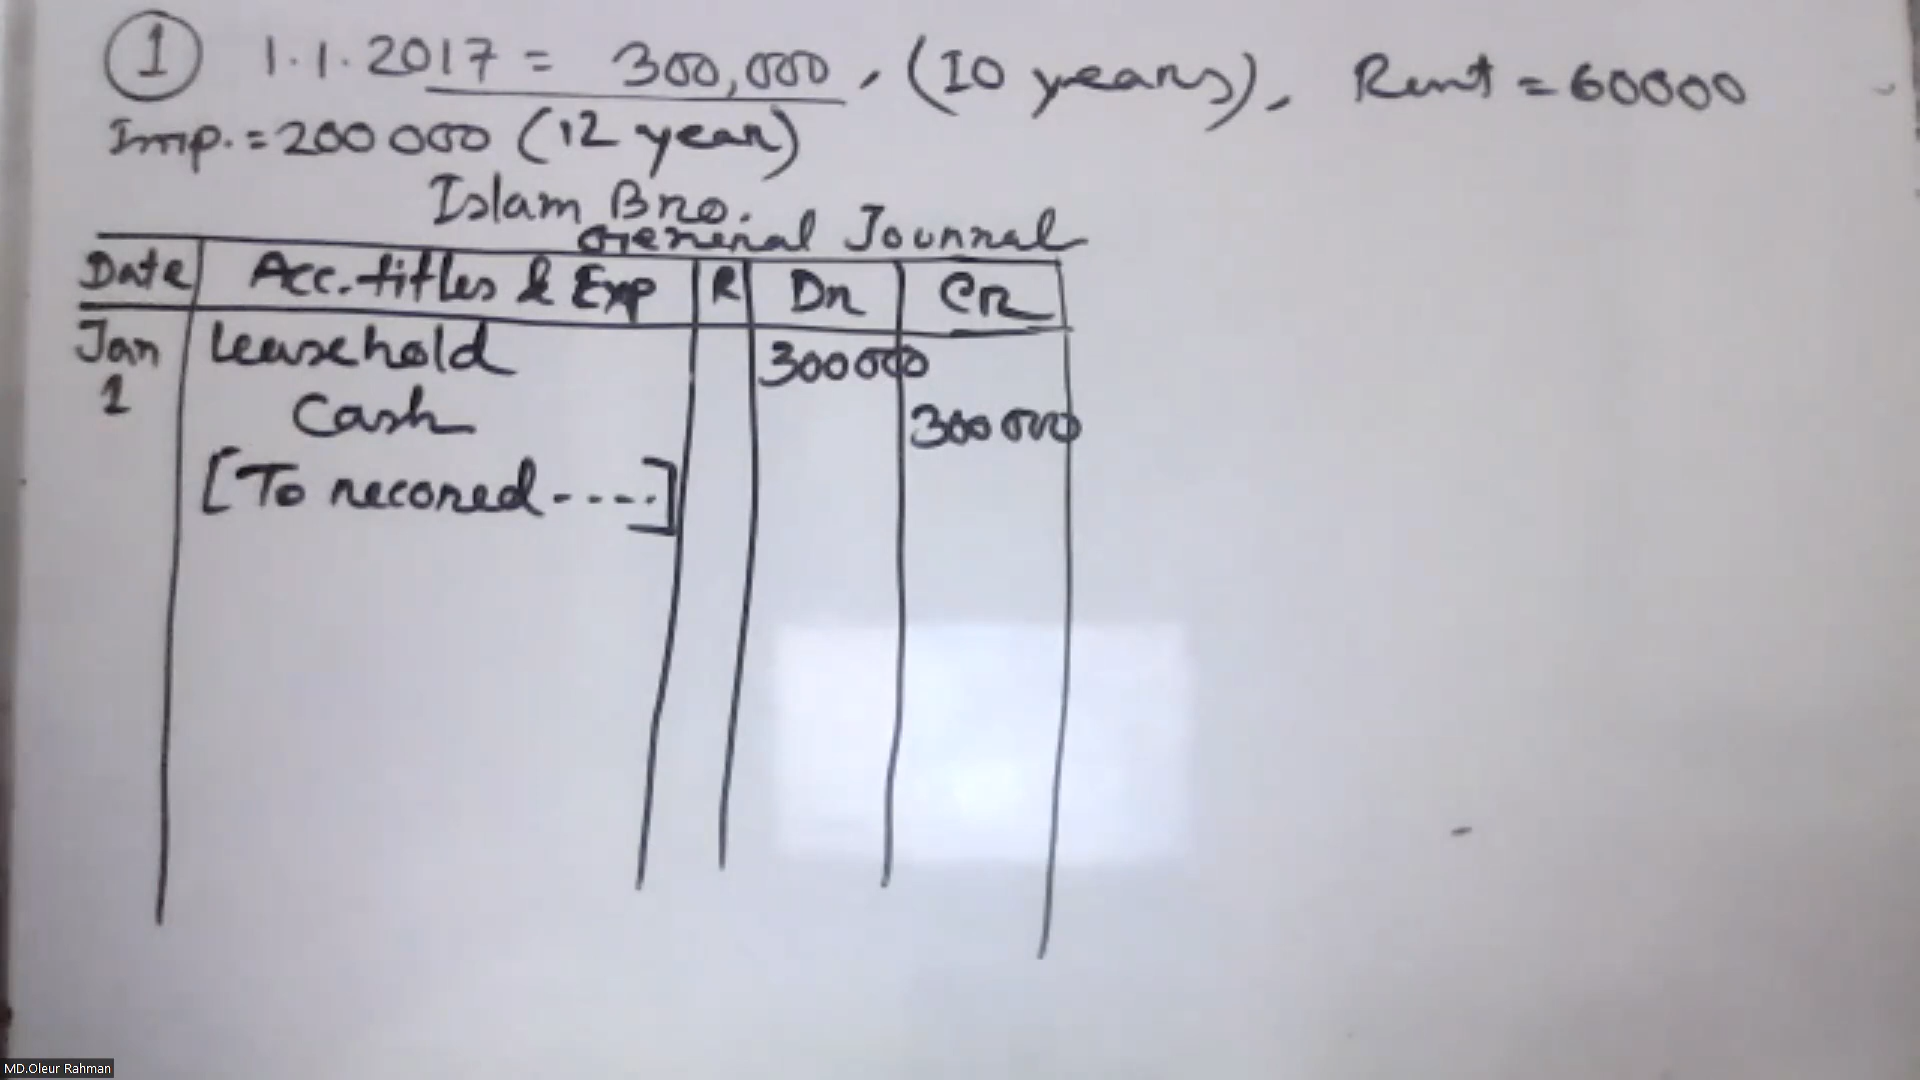 1 1.1.2017 = 300,000, (10 years), Rent = 60000
Imp. = 200000 (12 year)
Islam Bro.
General Journal
Date Acc. titles & Exp R Dr Cr
Jan 1 Leasehold 300000
Cash 300000
[To recored - - - - ]
MD.Oleur Rahman